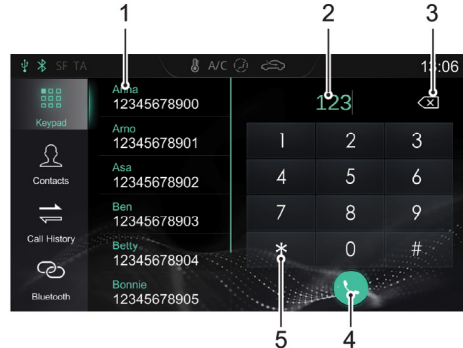 1 2 3
SF TA A/C 13:06
Keypad
Contacts
Call History
Bluetooth
Anna
12345678900
Arno
12345678901
Asa
12345678902
Ben
12345678903
Betty
12345678904
Bonnie
12345678905
123
1 2 3
4 5 6
7 8 9
* 0 #
5 4